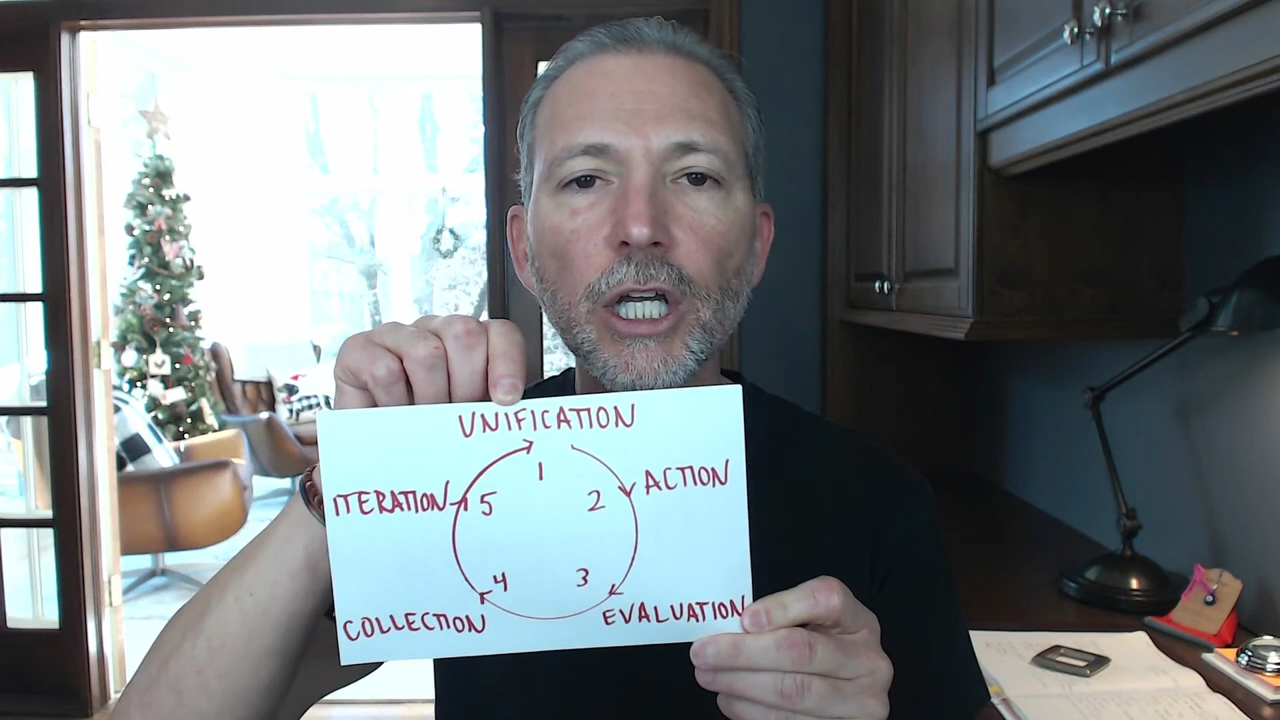 UNIFICATION
1
ACTION
2
EVALUATION
3
COLLECTION
4
ITERATION
5